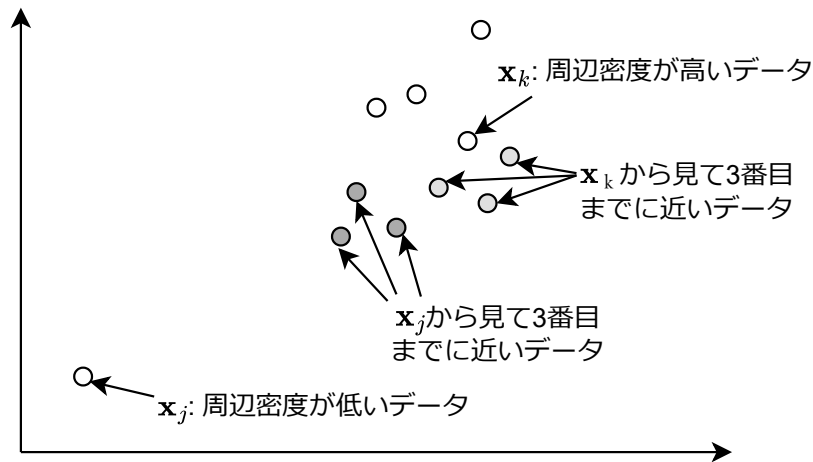 x_k: 周辺密度が高いデータ
x_k から見て3番目
までに近いデータ
x_jから見て3番目
までに近いデータ
x_j: 周辺密度が低いデータ